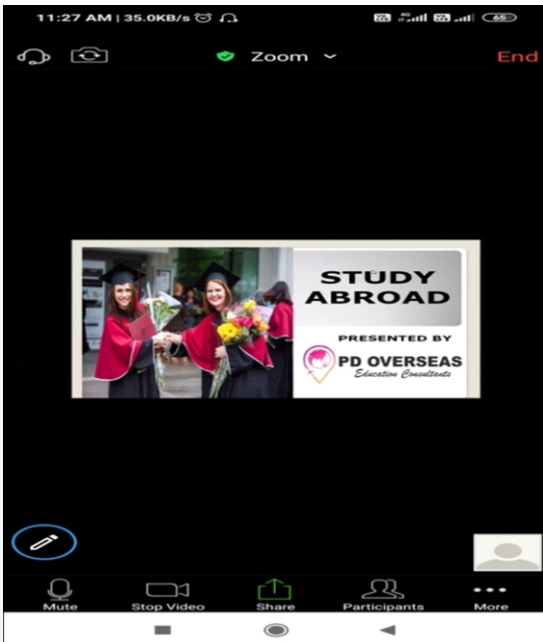 11:27 AM | 35.0KB/s
65
Zoom
End
STUDY
ABROAD
PRESENTED BY
PD OVERSEAS
Education Consultants
Mute
Stop Video
Share
Participants
More